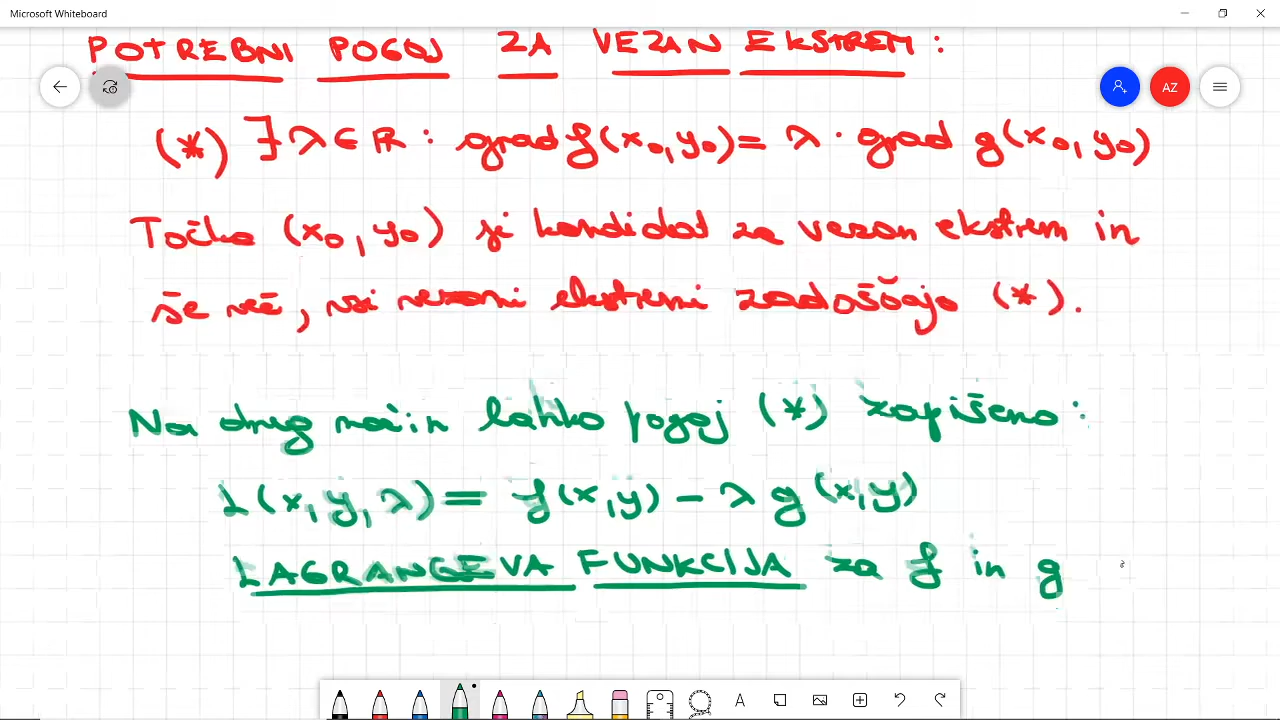 Microsoft Whiteboard
POTREBNI POGOJ ZA VEZAN EKSTREM:
AZ
(*) ∃ λ∈ℝ: grad f(x₀,y₀)= λ · grad g(x₀,y₀)
Točka (x₀,y₀) je kandidat za vezan ekstrem in
še več, vsi vezani ekstremi zadoščajo (*).
Na drug način lahko pogoj (*) zapišemo:
L(x,y,λ)= f(x,y) − λ g(x,y)
LAGRANGEVA FUNKCIJA za f in g